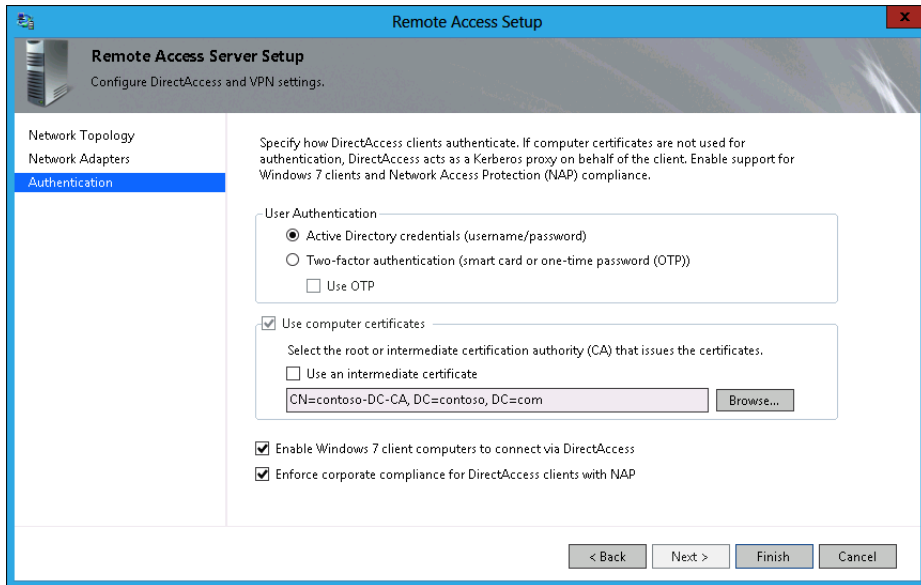 Remote Access Setup
x
Remote Access Server Setup
Configure DirectAccess and VPN settings.
Network Topology
Network Adapters
Authentication
Specify how DirectAccess clients authenticate. If computer certificates are not used for
authentication, DirectAccess acts as a Kerberos proxy on behalf of the client. Enable support for
Windows 7 clients and Network Access Protection (NAP) compliance.
User Authentication
Active Directory credentials (username/password)
Two-factor authentication (smart card or one-time password (OTP))
Use OTP
Use computer certificates
Select the root or intermediate certification authority (CA) that issues the certificates.
Use an intermediate certificate
CN=contoso-DC-CA, DC=contoso, DC=com
Browse...
Enable Windows 7 client computers to connect via DirectAccess
Enforce corporate compliance for DirectAccess clients with NAP
< Back
Next >
Finish
Cancel